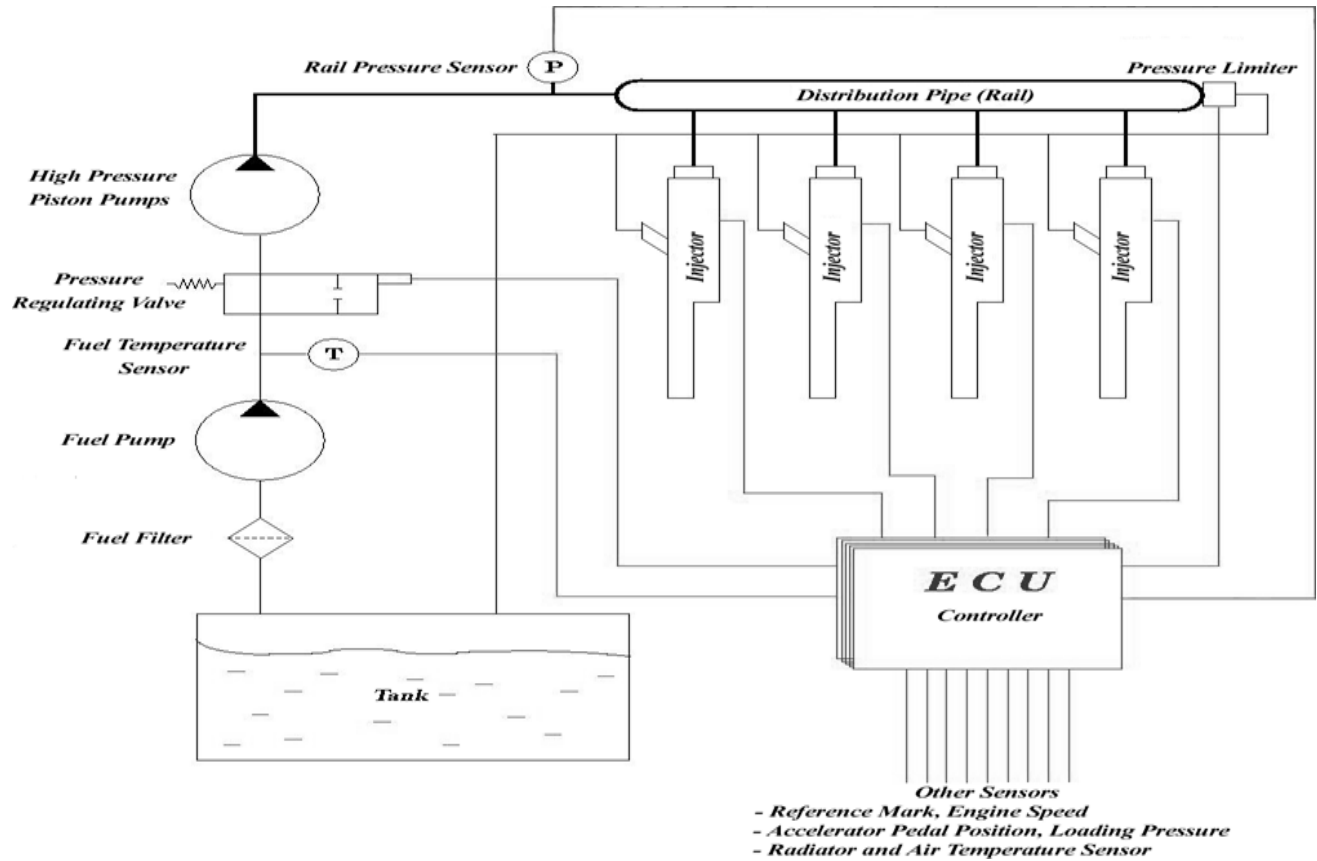 Rail Pressure Sensor
P
Pressure Limiter
Distribution Pipe (Rail)
High Pressure
Piston Pumps
Injector
Injector
Injector
Injector
Pressure
Regulating Valve
Fuel Temperature
Sensor
T
Fuel Pump
Fuel Filter
E C U
Controller
Tank
Other Sensors
- Reference Mark, Engine Speed
- Accelerator Pedal Position, Loading Pressure
- Radiator and Air Temperature Sensor